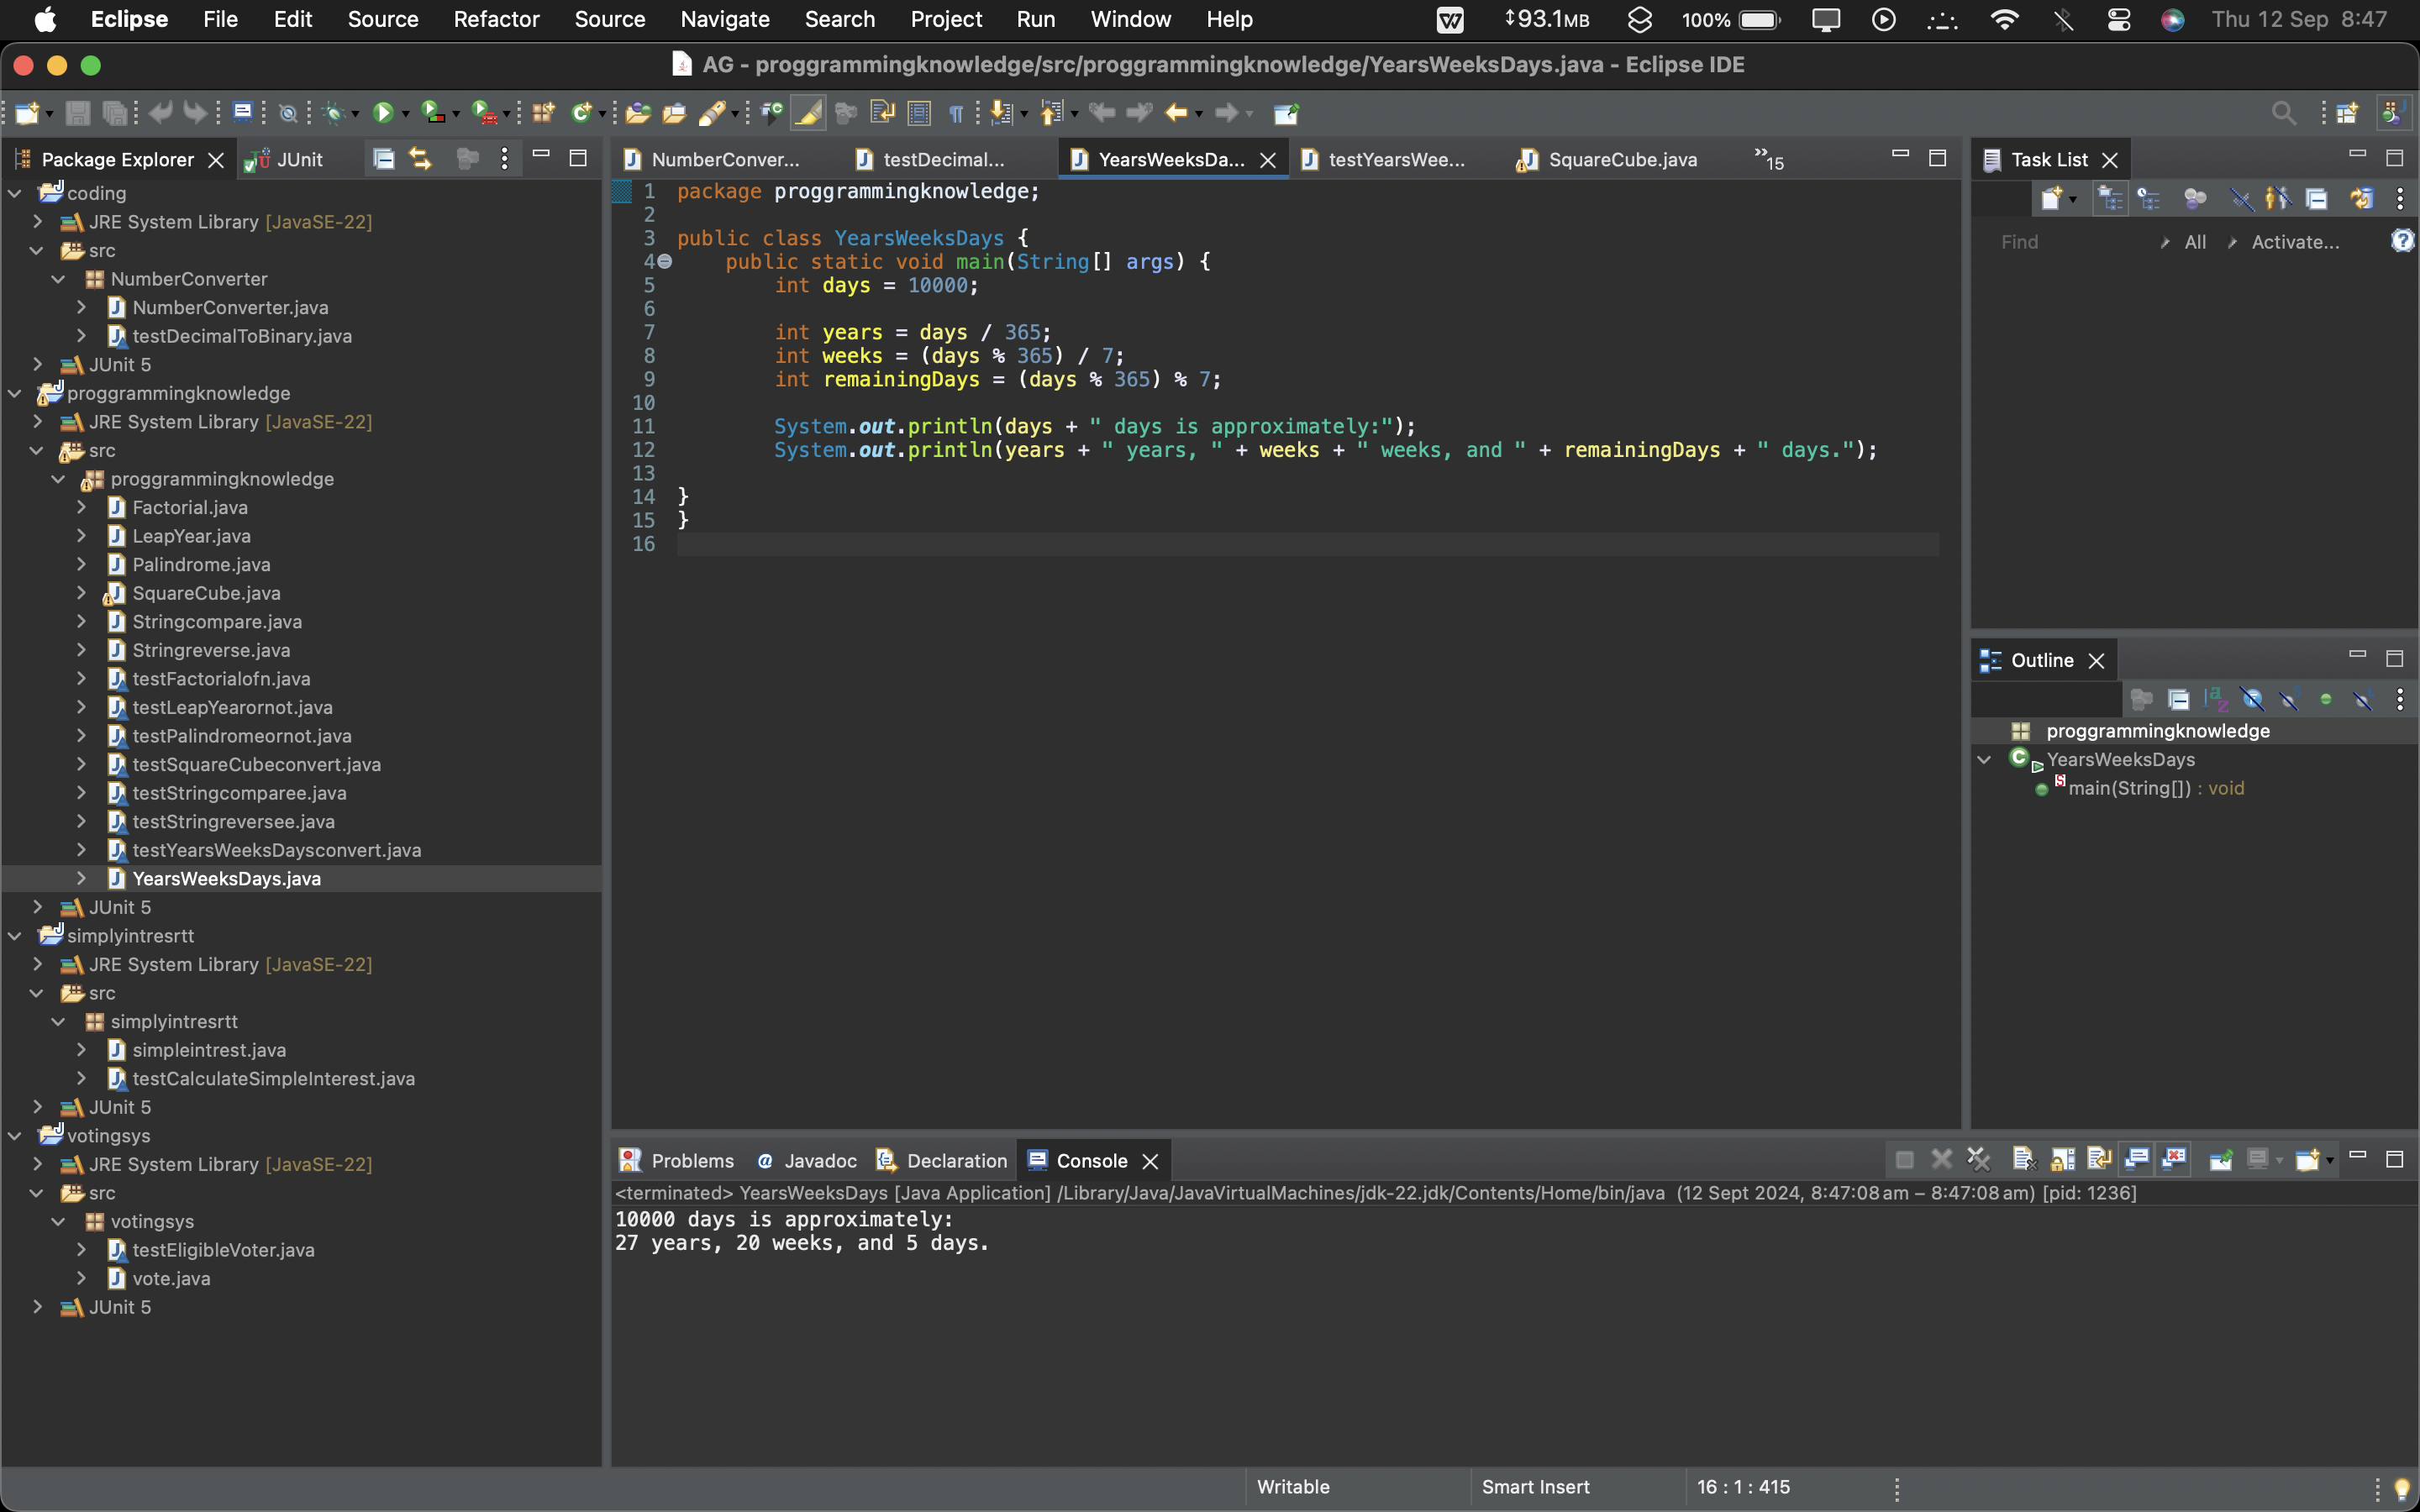 Eclipse File Edit Source Refactor Source Navigate Search Project Run Window Help 93.1MB 100% Thu 12 Sep 8:47
AG - proggrammingknowledge/src/proggrammingknowledge/YearsWeeksDays.java - Eclipse IDE
Package Explorer JUnit
coding
JRE System Library [JavaSE-22]
src
NumberConverter
NumberConverter.java
testDecimalToBinary.java
JUnit 5
proggrammingknowledge
JRE System Library [JavaSE-22]
src
proggrammingknowledge
Factorial.java
LeapYear.java
Palindrome.java
SquareCube.java
Stringcompare.java
Stringreverse.java
testFactorialofn.java
testLeapYearornot.java
testPalindromeornot.java
testSquareCubeconvert.java
testStringcomparee.java
testStringreversee.java
testYearsWeeksDaysconvert.java
YearsWeeksDays.java
JUnit 5
simplyintresrtt
JRE System Library [JavaSE-22]
src
simplyintresrtt
simpleintrest.java
testCalculateSimpleInterest.java
JUnit 5
votingsys
JRE System Library [JavaSE-22]
src
votingsys
testEligibleVoter.java
vote.java
JUnit 5
NumberConver... testDecimal... YearsWeeksDa... testYearsWee... SquareCube.java »15
1 package proggrammingknowledge;
2
3 public class YearsWeeksDays {
4 public static void main(String[] args) {
5 int days = 10000;
6
7 int years = days / 365;
8 int weeks = (days % 365) / 7;
9 int remainingDays = (days % 365) % 7;
10
11 System.out.println(days + " days is approximately:");
12 System.out.println(years + " years, " + weeks + " weeks, and " + remainingDays + " days.");
13
14 }
15 }
16
Task List
Find All Activate...
Outline
proggrammingknowledge
YearsWeeksDays
main(String[]) : void
Problems Javadoc Declaration Console
<terminated> YearsWeeksDays [Java Application] /Library/Java/JavaVirtualMachines/jdk-22.jdk/Contents/Home/bin/java (12 Sept 2024, 8:47:08 am – 8:47:08 am) [pid: 1236]
10000 days is approximately:
27 years, 20 weeks, and 5 days.
Writable Smart Insert 16 : 1 : 415